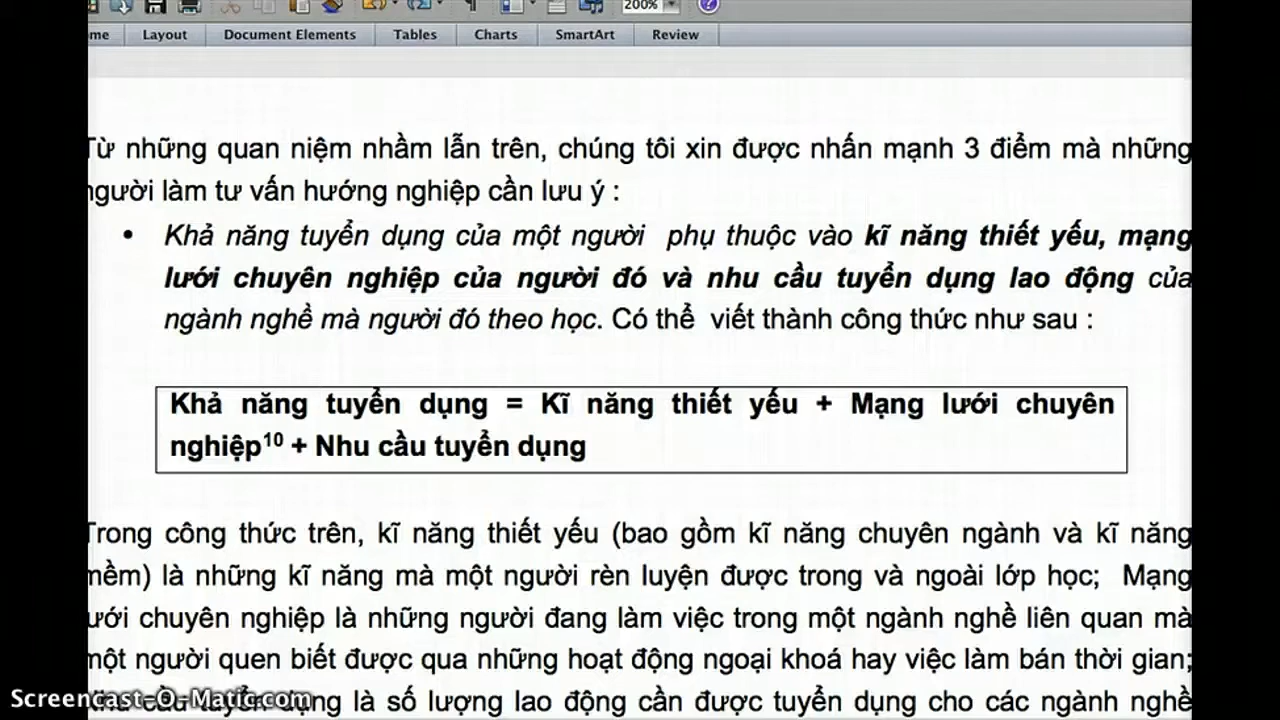 Layout Document Elements Tables Charts SmartArt Review
200%
Từ những quan niệm nhầm lẫn trên, chúng tôi xin được nhấn mạnh 3 điểm mà những
người làm tư vấn hướng nghiệp cần lưu ý :
• Khả năng tuyển dụng của một người phụ thuộc vào kĩ năng thiết yếu, mạng
lưới chuyên nghiệp của người đó và nhu cầu tuyển dụng lao động của
ngành nghề mà người đó theo học. Có thể viết thành công thức như sau :
Khả năng tuyển dụng = Kĩ năng thiết yếu + Mạng lưới chuyên
nghiệp10 + Nhu cầu tuyển dụng
Trong công thức trên, kĩ năng thiết yếu (bao gồm kĩ năng chuyên ngành và kĩ năng
mềm) là những kĩ năng mà một người rèn luyện được trong và ngoài lớp học; Mạng
lưới chuyên nghiệp là những người đang làm việc trong một ngành nghề liên quan mà
một người quen biết được qua những hoạt động ngoại khoá hay việc làm bán thời gian;
Nhu cầu tuyển dụng là số lượng lao động cần được tuyển dụng cho các ngành nghề
Screencast-O-Matic.com